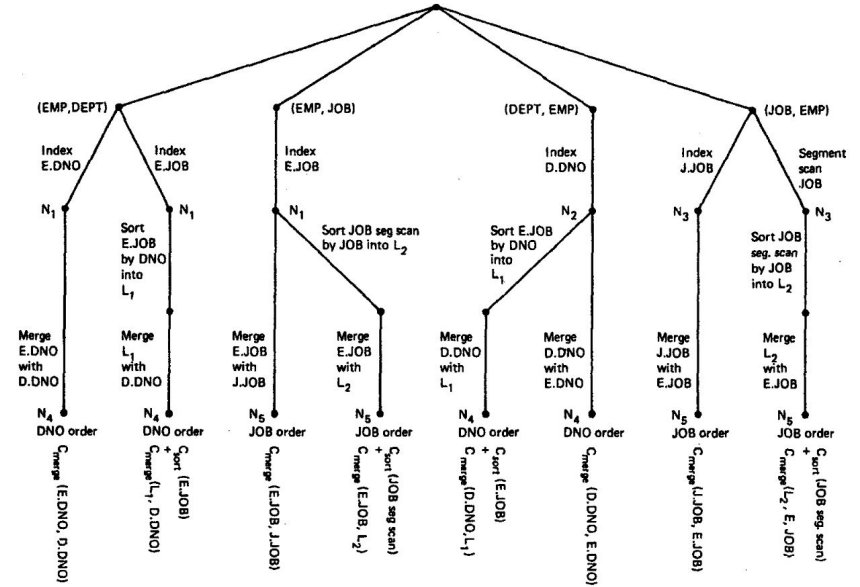 (EMP,DEPT)
(EMP, JOB)
(DEPT, EMP)
(JOB, EMP)
Index
E.DNO
Index
E.JOB
Index
E.JOB
Index
D.DNO
Index
J.JOB
Segment
scan
JOB
N1
N1
N1
N2
N3
N3
Sort
E.JOB
by DNO
into
L1
Sort JOB seg scan
by JOB into L2
Sort E.JOB
by DNO
into
L1
Sort JOB
seg. scan
by JOB
into L2
Merge
E.DNO
with
D.DNO
Merge
L1
with
D.DNO
Merge
E.JOB
with
J.JOB
Merge
E.JOB
with
L2
Merge
D.DNO
with
L1
Merge
D.DNO
with
E.DNO
Merge
J.JOB
with
E.JOB
Merge
L2
with
E.JOB
N4
DNO order
N4
DNO order
N5
JOB order
N5
JOB order
N4
DNO order
N4
DNO order
N5
JOB order
N5
JOB order
Cmerge (E.DNO, D.DNO)
Csort (E.JOB)
+
Cmerge(L1, D.DNO)
Cmerge (E.JOB, J.JOB)
Csort (JOB seg scan)
+
Cmerge (E.JOB, L2)
Csort (E.JOB)
+
Cmerge(D.DNO, L1)
Cmerge (D.DNO, E.DNO)
Cmerge(J.JOB, E.JOB)
Csort (JOB seg. scan)
+
Cmerge(L2, E, JOB)